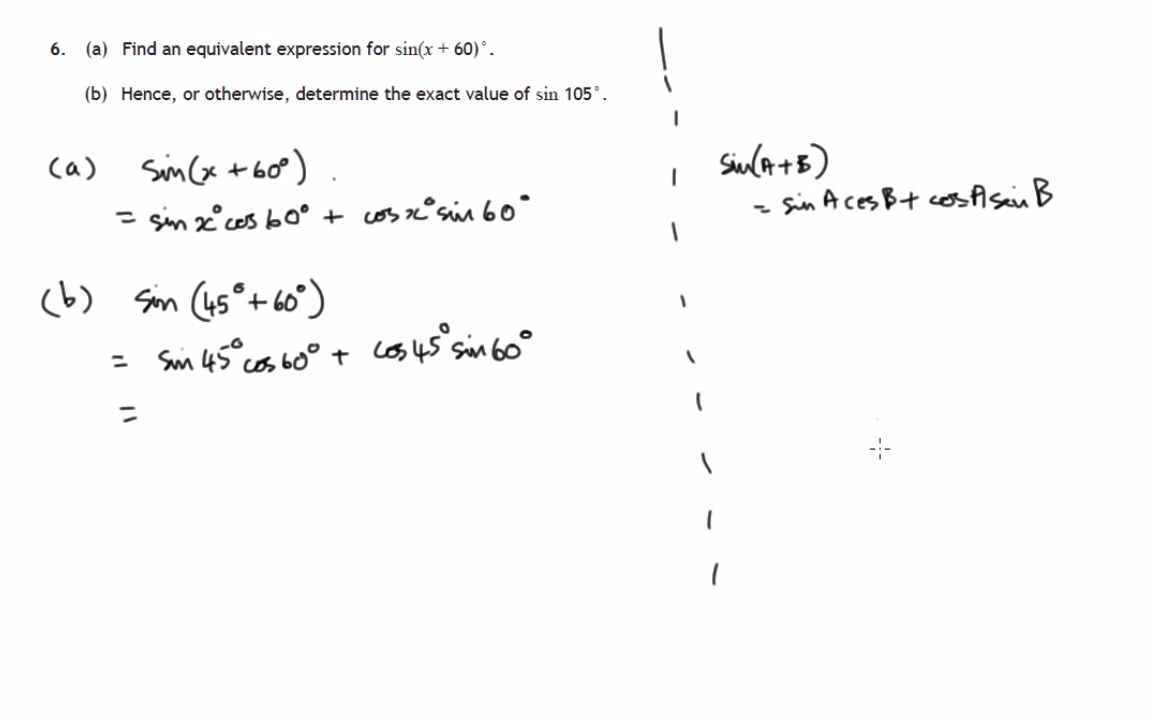 6. (a) Find an equivalent expression for sin(x + 60)°.
(b) Hence, or otherwise, determine the exact value of sin 105°.
(a) sin(x + 60°) .
= sin x° cos 60° + cos x° sin 60°
sin(A+B)
= sin A cos B + cos A sin B
(b) sin (45° + 60°)
= sin 45° cos 60° + cos 45° sin 60°
=